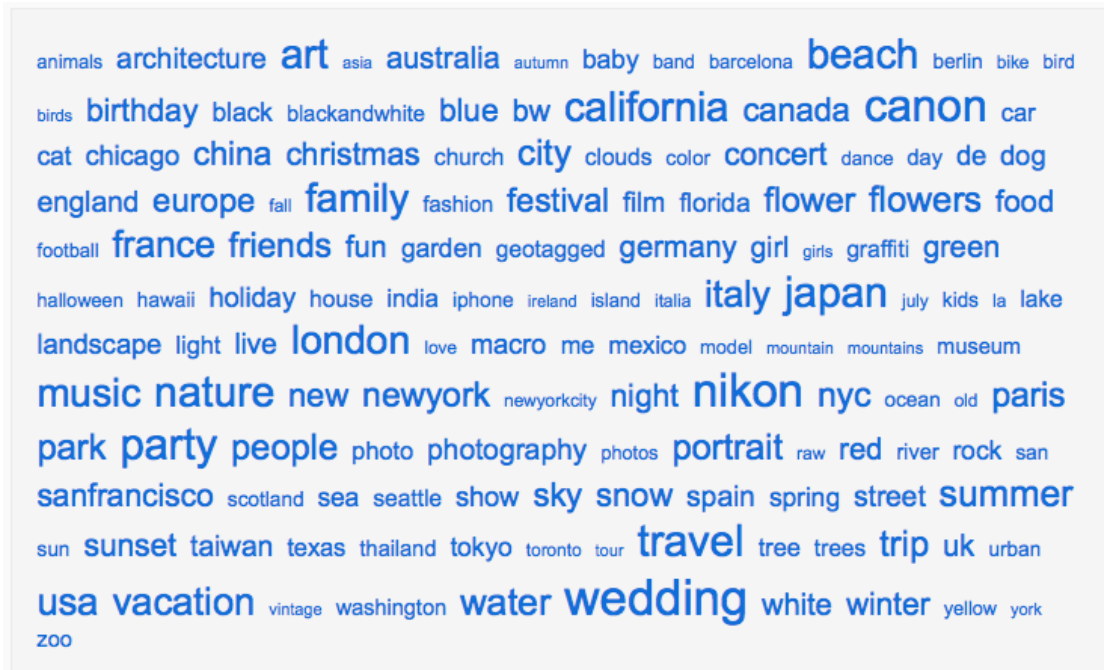 animals architecture art asia australia autumn baby band barcelona beach berlin bike bird
birds birthday black blackandwhite blue bw california canada canon car
cat chicago china christmas church city clouds color concert dance day de dog
england europe fall family fashion festival film florida flower flowers food
football france friends fun garden geotagged germany girl girls graffiti green
halloween hawaii holiday house india iphone ireland island italia italy japan july kids la lake
landscape light live london love macro me mexico model mountain mountains museum
music nature new newyork newyorkcity night nikon nyc ocean old paris
park party people photo photography photos portrait raw red river rock san
sanfrancisco scotland sea seattle show sky snow spain spring street summer
sun sunset taiwan texas thailand tokyo toronto tour travel tree trees trip uk urban
usa vacation vintage washington water wedding white winter yellow york
zoo